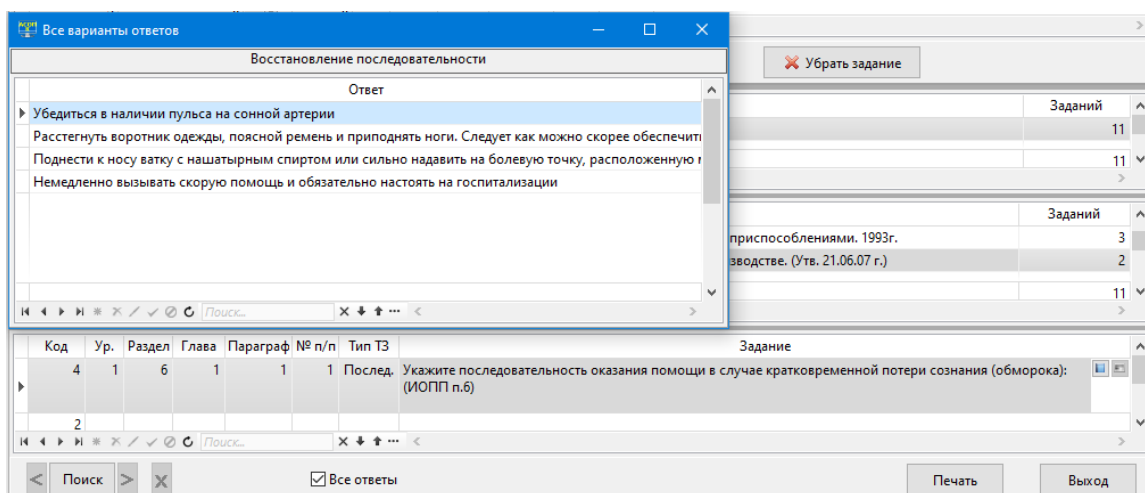 Все варианты ответов
Восстановление последовательности
Ответ
Убедиться в наличии пульса на сонной артерии
Расстегнуть воротник одежды, поясной ремень и приподнять ноги. Следует как можно скорее обеспечить
Поднести к носу ватку с нашатырным спиртом или сильно надавить на болевую точку, расположенную
Немедленно вызывать скорую помощь и обязательно настоять на госпитализации
Поиск...
Убрать задание
Заданий
11
11
Заданий
приспособлениями. 1993г. 3
зводстве. (Утв. 21.06.07 г.) 2
11
Код Ур. Раздел Глава Параграф № п/п Тип ТЗ Задание
4 1 6 1 1 1 Послед. Укажите последовательность оказания помощи в случае кратковременной потери сознания (обморока):
(ИОПП п.6)
2
Поиск...
< Поиск > X Все ответы Печать Выход